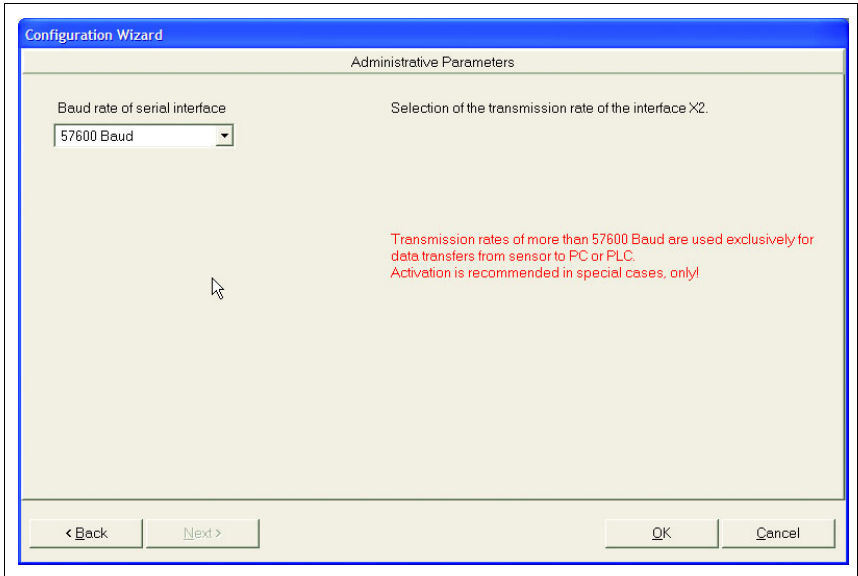 Configuration Wizard
Administrative Parameters
Baud rate of serial interface
57600 Baud
Selection of the transmission rate of the interface X2.
Transmission rates of more than 57600 Baud are used exclusively for
data transfers from sensor to PC or PLC.
Activation is recommended in special cases, only!
< Back
Next >
OK
Cancel